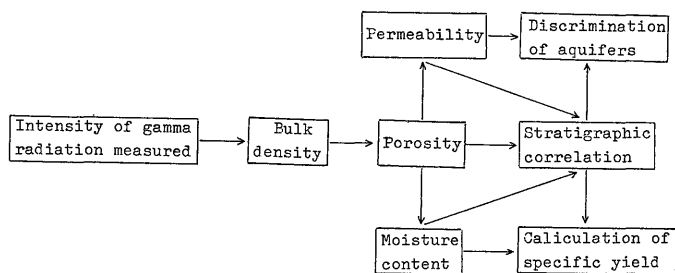 Permeability
Discrimination
of aquifers
Intensity of gamma
radiation measured
Bulk
density
Porosity
Stratigraphic
correlation
Moisture
content
Caliculation of
specific yield